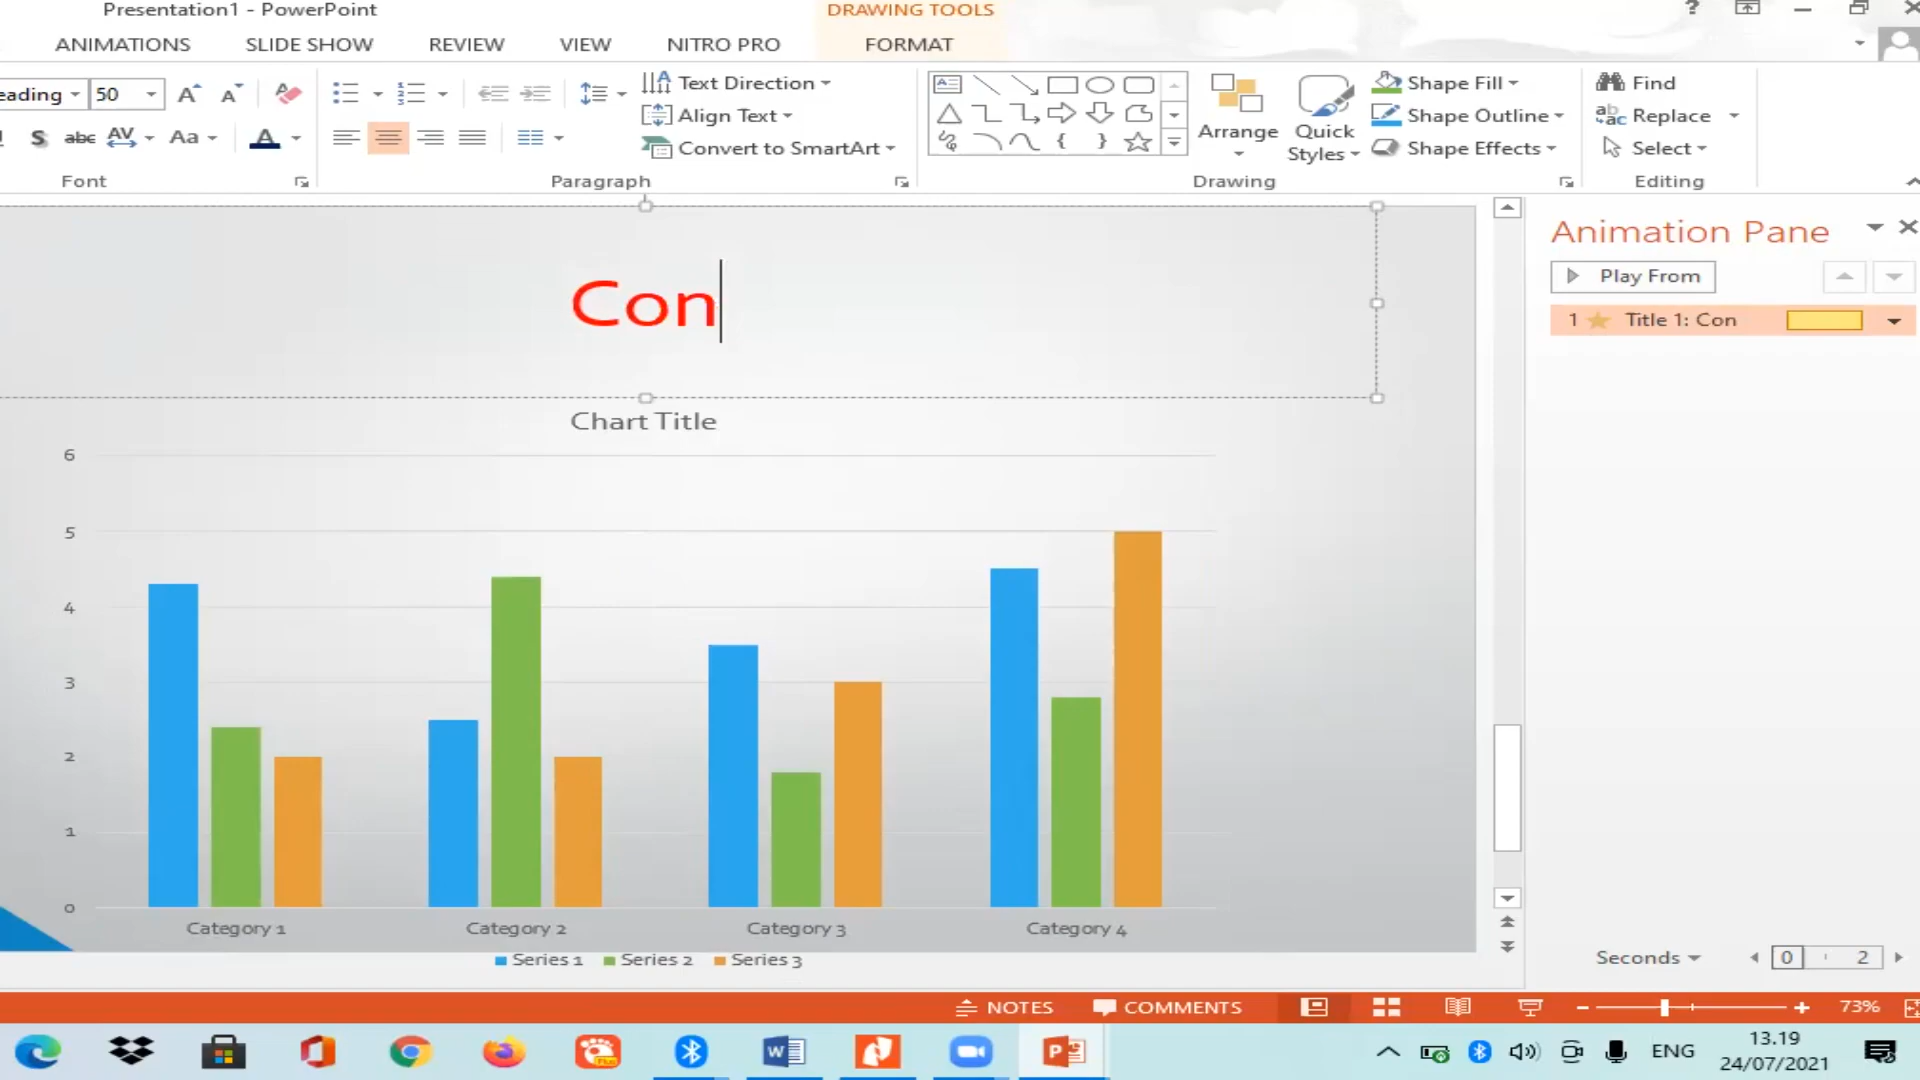 Presentation1 - PowerPoint
DRAWING TOOLS
?
ANIMATIONS SLIDE SHOW REVIEW VIEW NITRO PRO FORMAT
eading 50 A A
Text Direction
Align Text
Convert to SmartArt
S abc AV Aa A
Arrange
Quick
Styles
Shape Fill
Shape Outline
Shape Effects
Find
Replace
Select
Font Paragraph Drawing Editing
Con
Chart Title
6
5
4
3
2
1
0
Category 1 Category 2 Category 3 Category 4
Series 1 Series 2 Series 3
Animation Pane
Play From
1 Title 1: Con
Seconds 0 2
NOTES COMMENTS 73%
ENG
13.19
24/07/2021